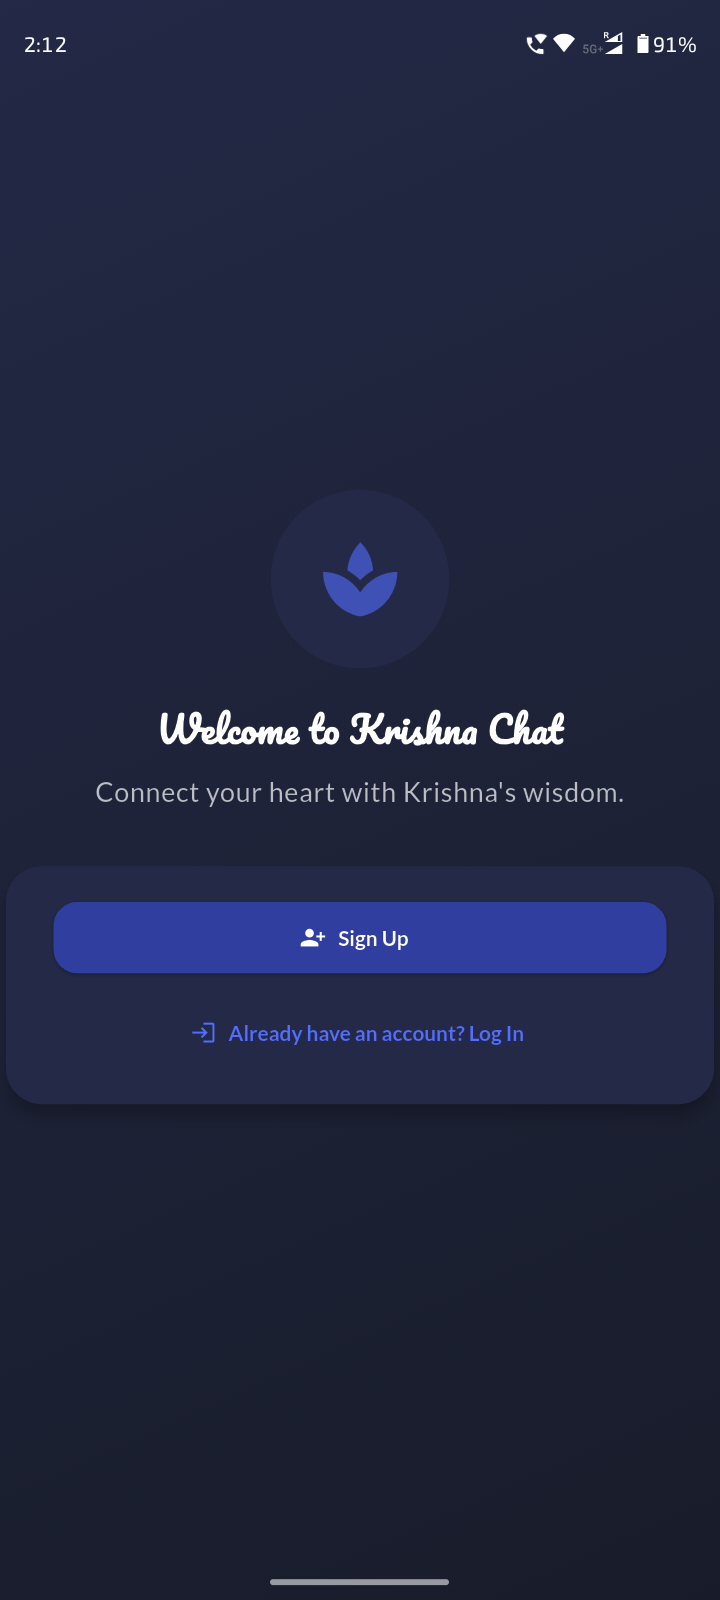 2:12
5G+ R 91%
Welcome to Krishna Chat
Connect your heart with Krishna's wisdom.
Sign Up
Already have an account? Log In